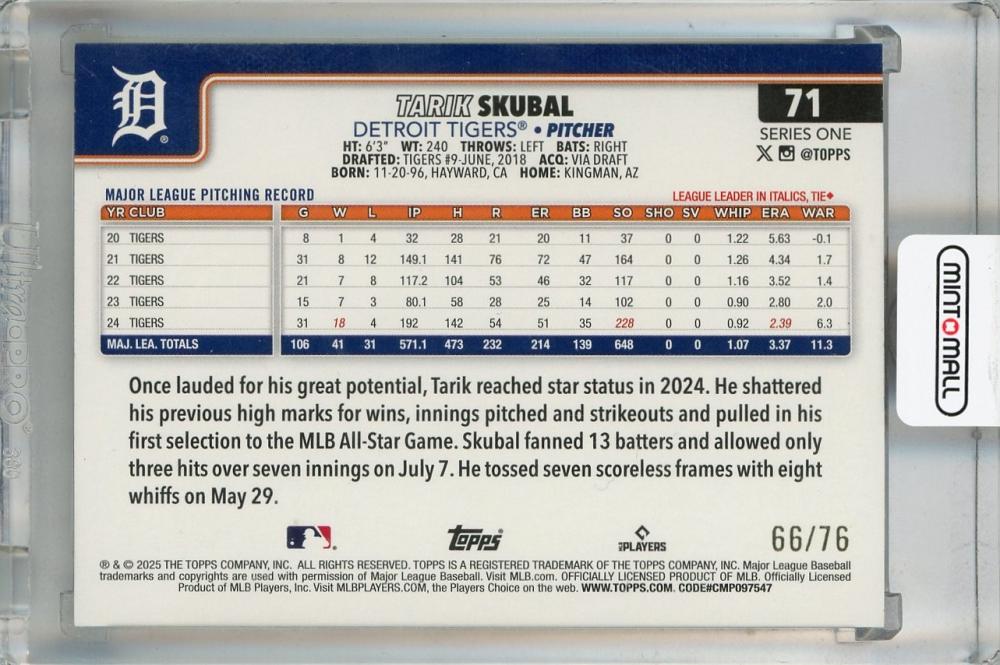 D
TARIK SKUBAL
DETROIT TIGERS® • PITCHER
HT: 6'3" WT: 240 THROWS: LEFT BATS: RIGHT
DRAFTED: TIGERS #9-JUNE, 2018 ACQ: VIA DRAFT
BORN: 11-20-96, HAYWARD, CA HOME: KINGMAN, AZ
71
SERIES ONE
X @TOPPS
MAJOR LEAGUE PITCHING RECORD
LEAGUE LEADER IN ITALICS, TIE◆
YR CLUB G W L IP H R ER BB SO SHO SV WHIP ERA WAR
20 TIGERS 8 1 4 32 28 21 20 11 37 0 0 1.22 5.63 -0.1
21 TIGERS 31 8 12 149.1 141 76 72 47 164 0 0 1.26 4.34 1.7
22 TIGERS 21 7 8 117.2 104 53 46 32 117 0 0 1.16 3.52 1.4
23 TIGERS 15 7 3 80.1 58 28 25 14 102 0 0 0.90 2.80 2.0
24 TIGERS 31 18 4 192 142 54 51 35 228 0 0 0.92 2.39 6.3
MAJ. LEA. TOTALS 106 41 31 571.1 473 232 214 139 648 0 0 1.07 3.37 11.3
Once lauded for his great potential, Tarik reached star status in 2024. He shattered
his previous high marks for wins, innings pitched and strikeouts and pulled in his
first selection to the MLB All-Star Game. Skubal fanned 13 batters and allowed only
three hits over seven innings on July 7. He tossed seven scoreless frames with eight
whiffs on May 29.
Topps
PLAYERS
66/76
® & © 2025 THE TOPPS COMPANY, INC. ALL RIGHTS RESERVED. TOPPS IS A REGISTERED TRADEMARK OF THE TOPPS COMPANY, INC. Major League Baseball
trademarks and copyrights are used with permission of Major League Baseball. Visit MLB.com. OFFICIALLY LICENSED PRODUCT OF MLB. Officially Licensed
Product of MLB Players, Inc. Visit MLBPLAYERS.COM, the Players Choice on the web. WWW.TOPPS.COM. CODE#CMP097547
MINT MALL
Ultra PRO